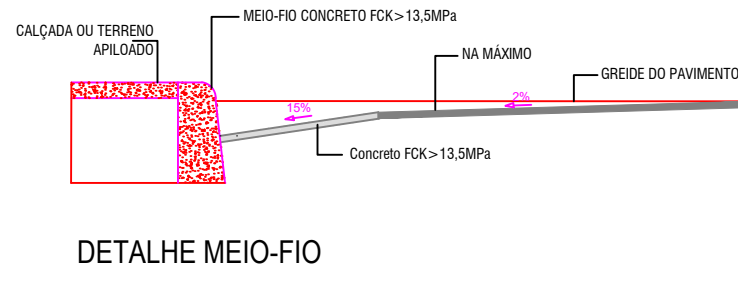 MEIO-FIO CONCRETO FCK>13,5MPa
CALÇADA OU TERRENO
APILOADO
NA MÁXIMO
GREIDE DO PAVIMENTO
15%
2%
Concreto FCK>13,5MPa
DETALHE MEIO-FIO